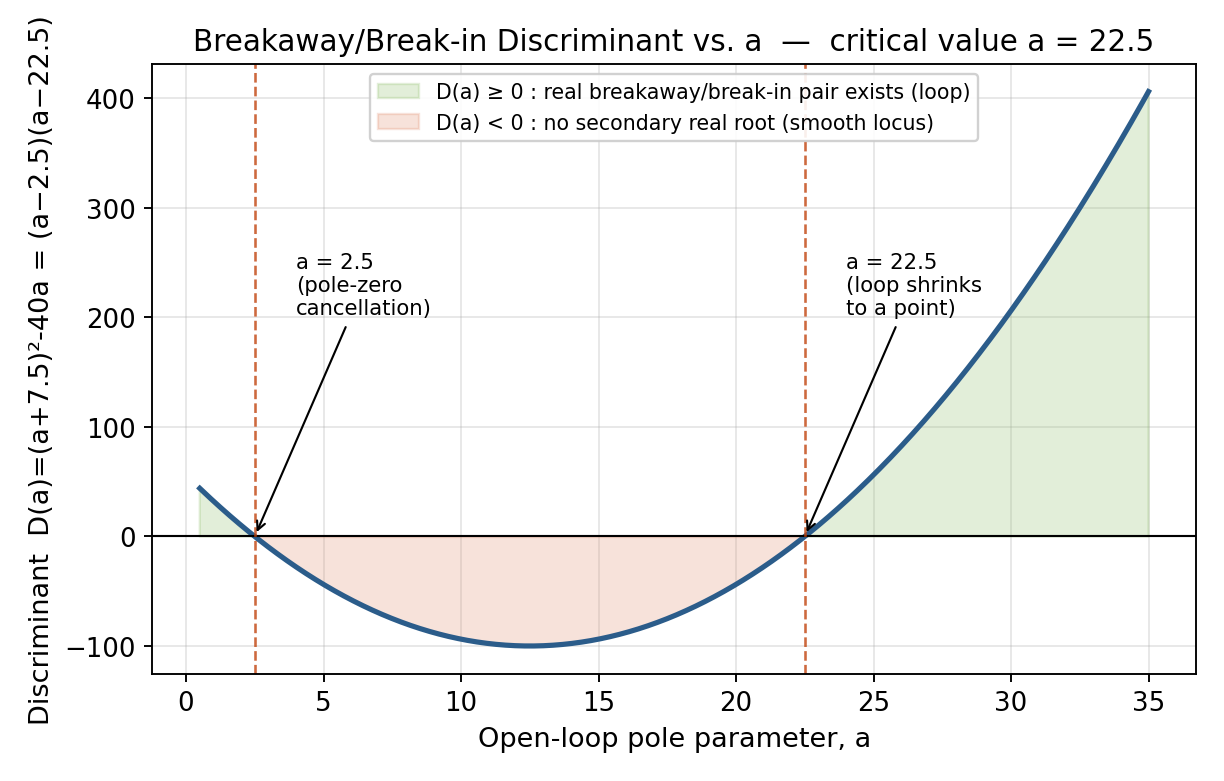 Breakaway/Break-in Discriminant vs. a  —  critical value a = 22.5
Discriminant  D(a)=(a+7.5)²-40a = (a−2.5)(a−22.5)
D(a) ≥ 0 : real breakaway/break-in pair exists (loop)
D(a) < 0 : no secondary real root (smooth locus)
400
300
200
100
0
−100
a = 2.5
(pole-zero
cancellation)
a = 22.5
(loop shrinks
to a point)
0
5
10
15
20
25
30
35
Open-loop pole parameter, a